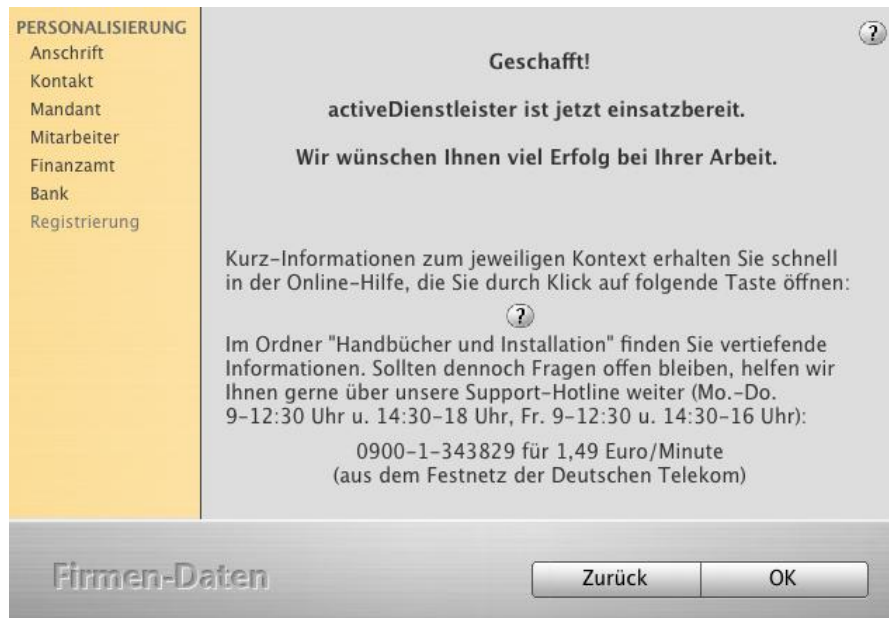 PERSONALISIERUNG
Anschrift
Kontakt
Mandant
Mitarbeiter
Finanzamt
Bank
Registrierung
?
Geschafft!
activeDienstleister ist jetzt einsatzbereit.
Wir wünschen Ihnen viel Erfolg bei Ihrer Arbeit.
Kurz-Informationen zum jeweiligen Kontext erhalten Sie schnell
in der Online-Hilfe, die Sie durch Klick auf folgende Taste öffnen:
?
Im Ordner "Handbücher und Installation" finden Sie vertiefende
Informationen. Sollten dennoch Fragen offen bleiben, helfen wir
Ihnen gerne über unsere Support-Hotline weiter (Mo.-Do.
9-12:30 Uhr u. 14:30-18 Uhr, Fr. 9-12:30 u. 14:30-16 Uhr):
0900-1-343829 für 1,49 Euro/Minute
(aus dem Festnetz der Deutschen Telekom)
Firmen-Daten
Zurück
OK